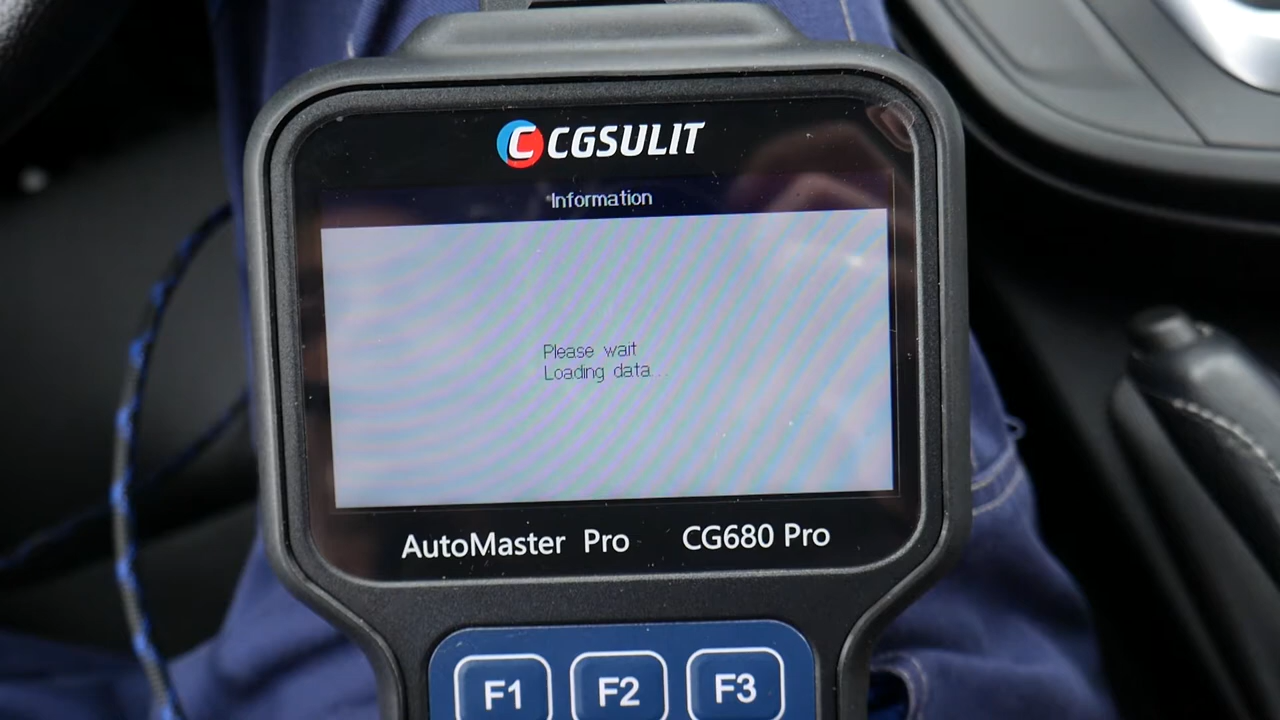 C CGSULIT
Information
Please wait
Loading data...
AutoMaster Pro CG680 Pro
F1 F2 F3